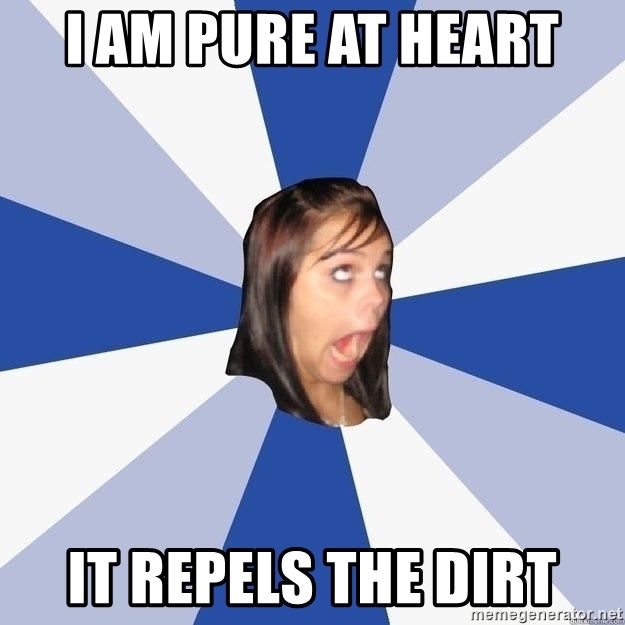 I AM PURE AT HEART
IT REPELS THE DIRT
memegenerator.net